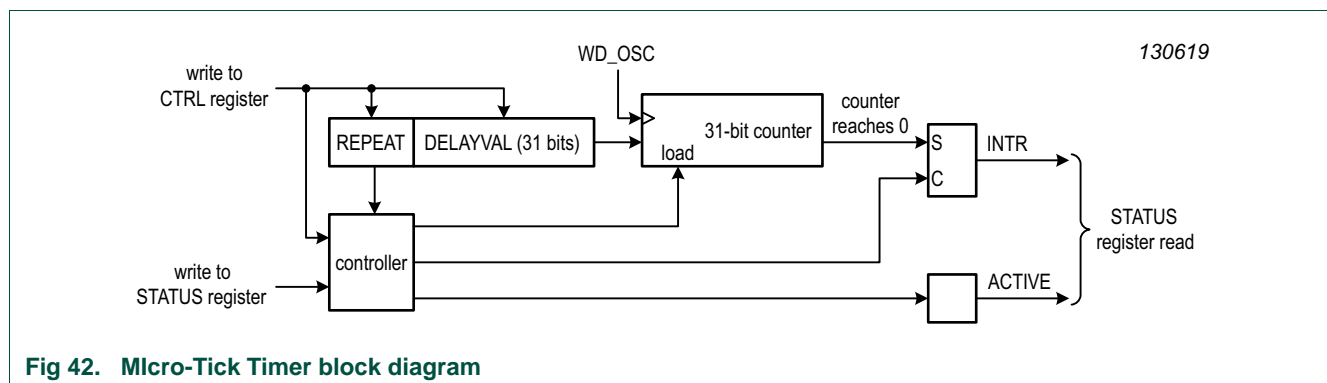 WD_OSC
130619
write to
CTRL register
counter
reaches 0
REPEAT
DELAYVAL (31 bits)
31-bit counter
load
S
INTR
C
STATUS
register read
controller
write to
STATUS register
ACTIVE
Fig 42. MIcro-Tick Timer block diagram